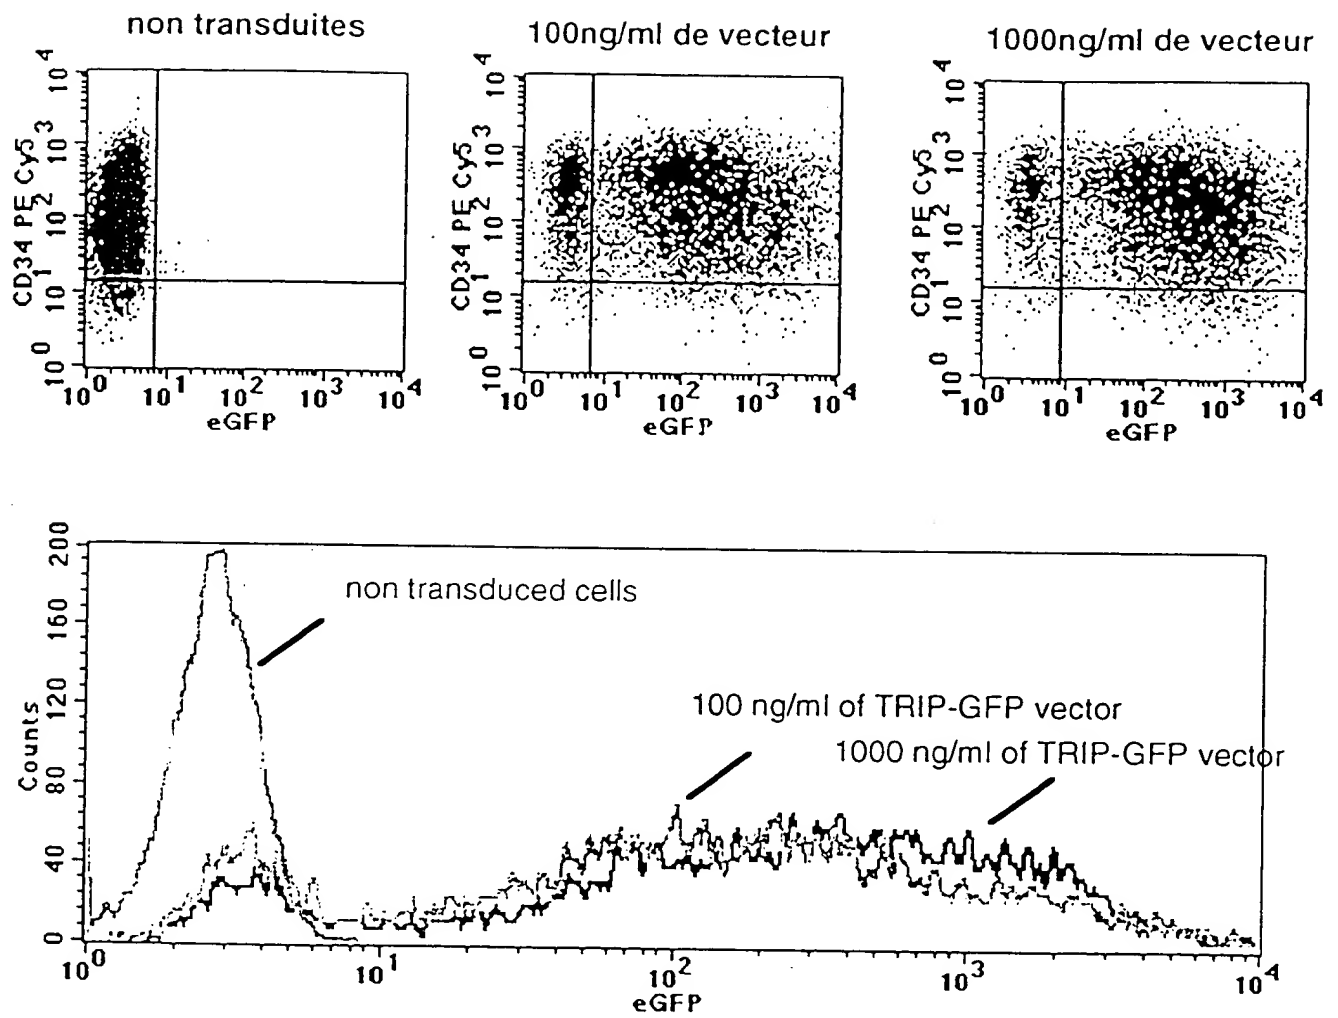 non transduites
100ng/ml de vecteur
1000ng/ml de vecteur
CD34 PE Cy5
10^4
10^3
10^2
10^1
10^0
10^0 10^1 10^2 10^3 10^4
eGFP
CD34 PE Cy5
10^4
10^3
10^2
10^1
10^0
10^0 10^1 10^2 10^3 10^4
eGFP
CD34 PE Cy5
10^4
10^3
10^2
10^1
10^0
10^0 10^1 10^2 10^3 10^4
eGFP
Counts
200
160
120
80
40
0
non transduced cells
100 ng/ml of TRIP-GFP vector
1000 ng/ml of TRIP-GFP vector
10^0 10^1 10^2 10^3 10^4
eGFP